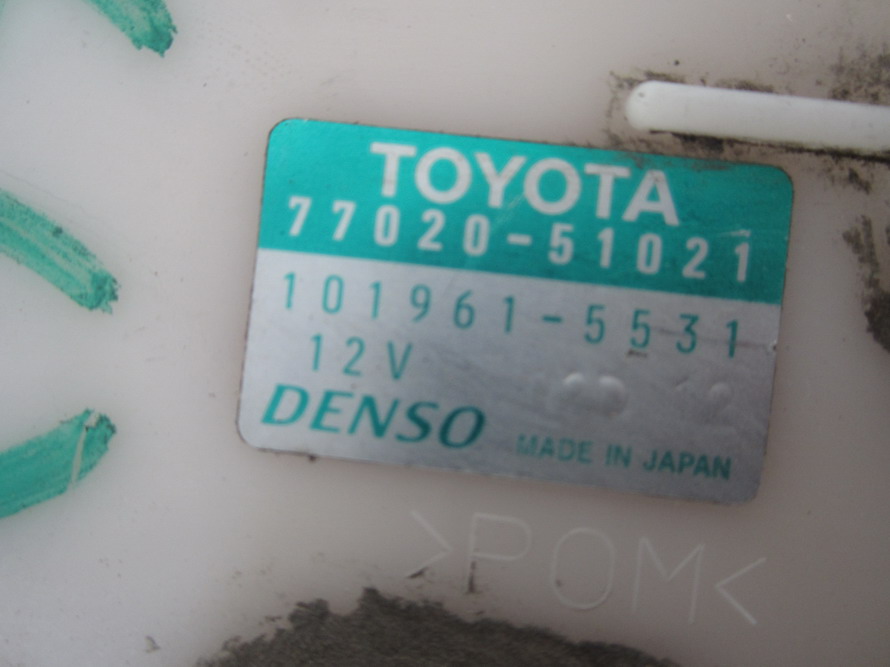 TOYOTA
77020-51021
101961-5531
12V
DENSO
MADE IN JAPAN
>POM<